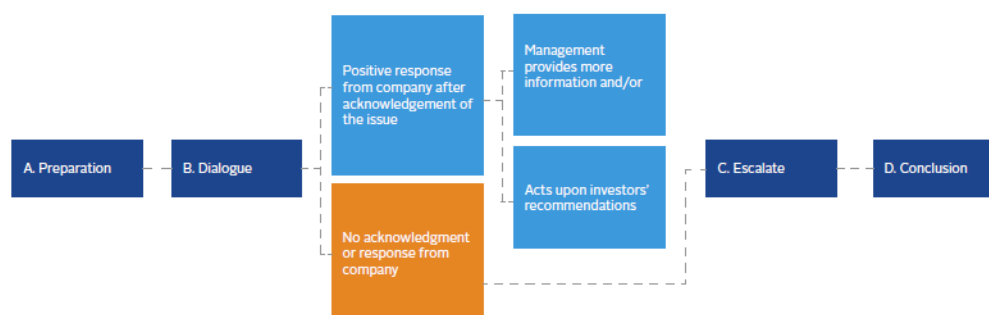 A. Preparation
B. Dialogue
Positive response
from company after
acknowledgement of
the issue
No acknowledgment
or response from
company
Management
provides more
information and/or
Acts upon investors’
recommendations
C. Escalate
D. Conclusion